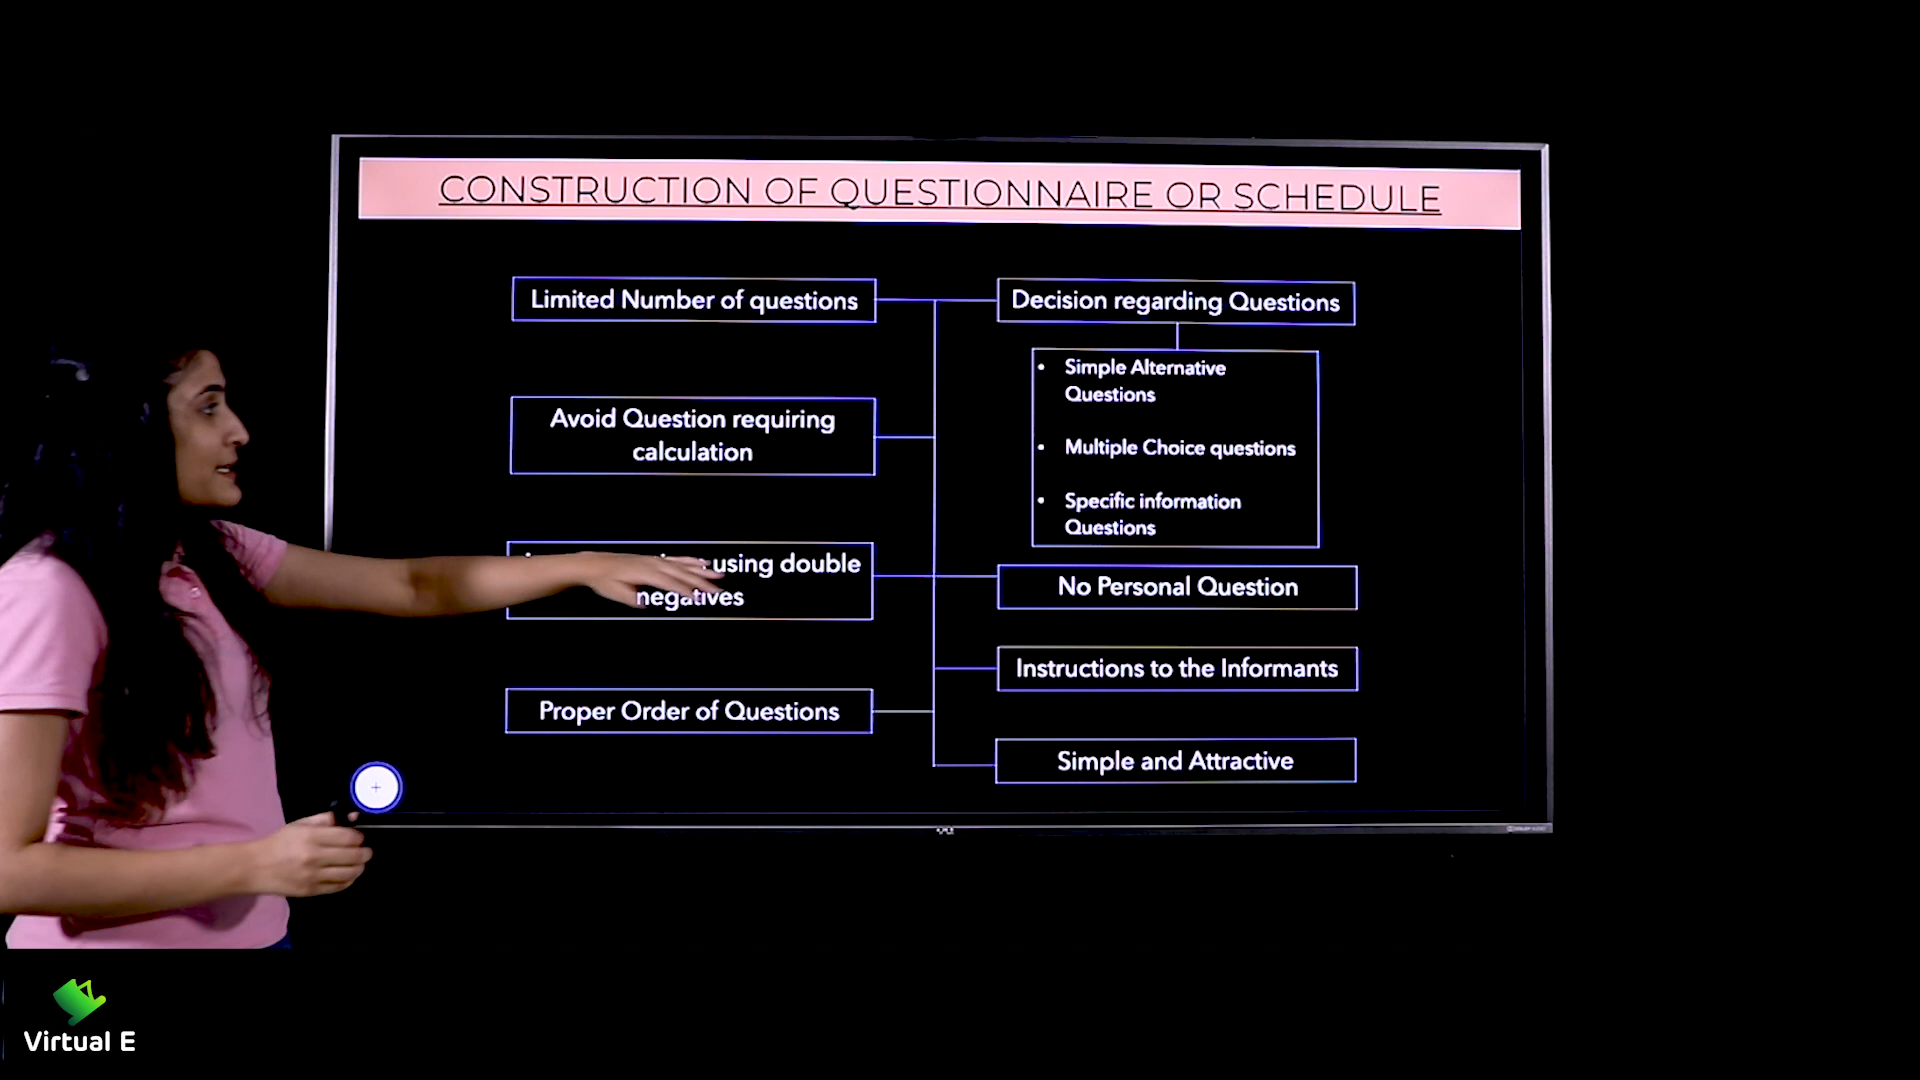 CONSTRUCTION OF QUESTIONNAIRE OR SCHEDULE
Limited Number of questions
Avoid Question requiring
calculation
using double
negatives
Proper Order of Questions
Decision regarding Questions
• Simple Alternative
Questions
• Multiple Choice questions
• Specific information
Questions
No Personal Question
Instructions to the Informants
Simple and Attractive
Virtual E